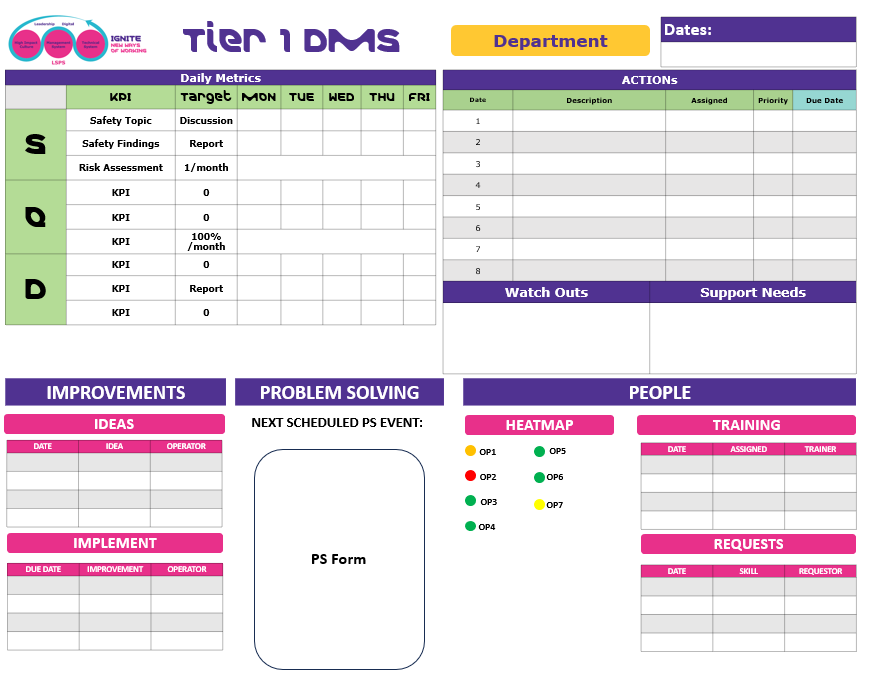 Leadership Digital
High Impact Culture
Management System
Technical System
LSPS
IGNITE
NEW WAYS
OF WORKING
Tier 1 DMS
Department
Dates:
Daily Metrics
KPI Target MON TUE WED THU FRI
S
Safety Topic Discussion
Safety Findings Report
Risk Assessment 1/month
Q
KPI 0
KPI 0
KPI 100%
/month
D
KPI 0
KPI Report
KPI 0
ACTIONs
Date Description Assigned Priority Due Date
1
2
3
4
5
6
7
8
Watch Outs Support Needs
IMPROVEMENTS
IDEAS
DATE IDEA OPERATOR
IMPLEMENT
DUE DATE IMPROVEMENT OPERATOR
PROBLEM SOLVING
NEXT SCHEDULED PS EVENT:
PS Form
PEOPLE
HEATMAP
OP1 OP5
OP2 OP6
OP3 OP7
OP4
TRAINING
DATE ASSIGNED TRAINER
REQUESTS
DATE SKILL REQUESTOR